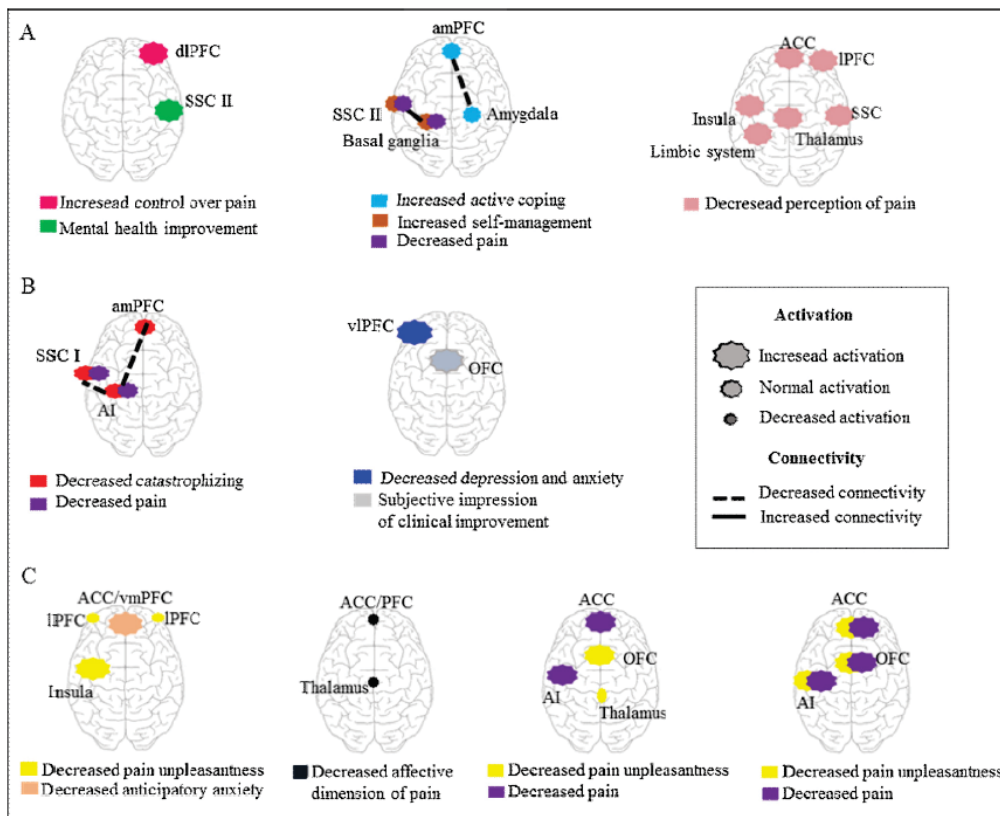 A
dlPFC
SSC II
Incresead control over pain
Mental health improvement
amPFC
SSC II
Amygdala
Basal ganglia
Increased active coping
Increased self-management
Decreased pain
ACC
lPFC
Insula
SSC
Limbic system
Thalamus
Decresead perception of pain
B
amPFC
SSC I
AI
Decreased catastrophizing
Decreased pain
vlPFC
OFC
Decreased depression and anxiety
Subjective impression
of clinical improvement
Activation
Incresead activation
Normal activation
Decreased activation
Connectivity
Decreased connectivity
Increased connectivity
C
ACC/vmPFC
lPFC
lPFC
Insula
Decreased pain unpleasantness
Decreased anticipatory anxiety
ACC/PFC
Thalamus
Decreased affective
dimension of pain
ACC
OFC
AI
Thalamus
Decreased pain unpleasantness
Decreased pain
ACC
OFC
AI
Decreased pain unpleasantness
Decreased pain